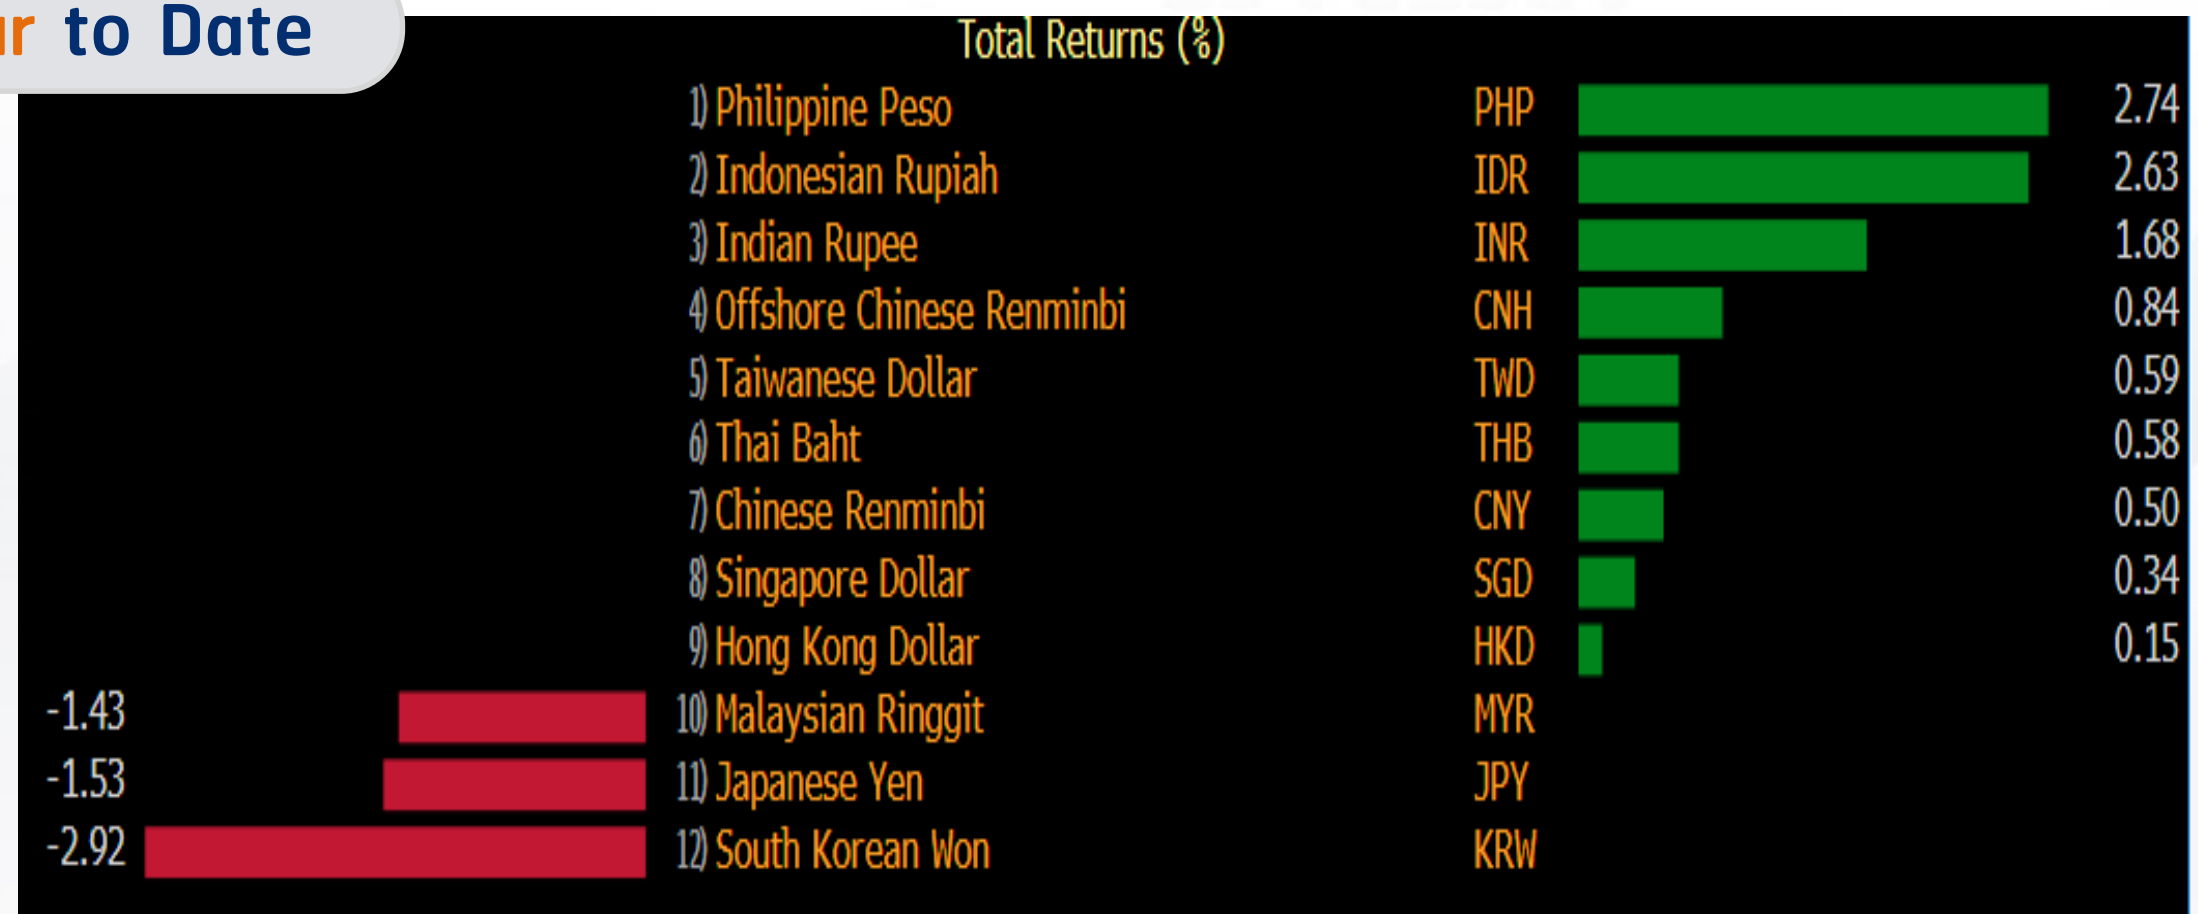 to Date
Total Returns (%)
1) Philippine Peso PHP 2.74
2) Indonesian Rupiah IDR 2.63
3) Indian Rupee INR 1.68
4) Offshore Chinese Renminbi CNH 0.84
5) Taiwanese Dollar TWD 0.59
6) Thai Baht THB 0.58
7) Chinese Renminbi CNY 0.50
8) Singapore Dollar SGD 0.34
9) Hong Kong Dollar HKD 0.15
-1.43 10) Malaysian Ringgit MYR
-1.53 11) Japanese Yen JPY
-2.92 12) South Korean Won KRW